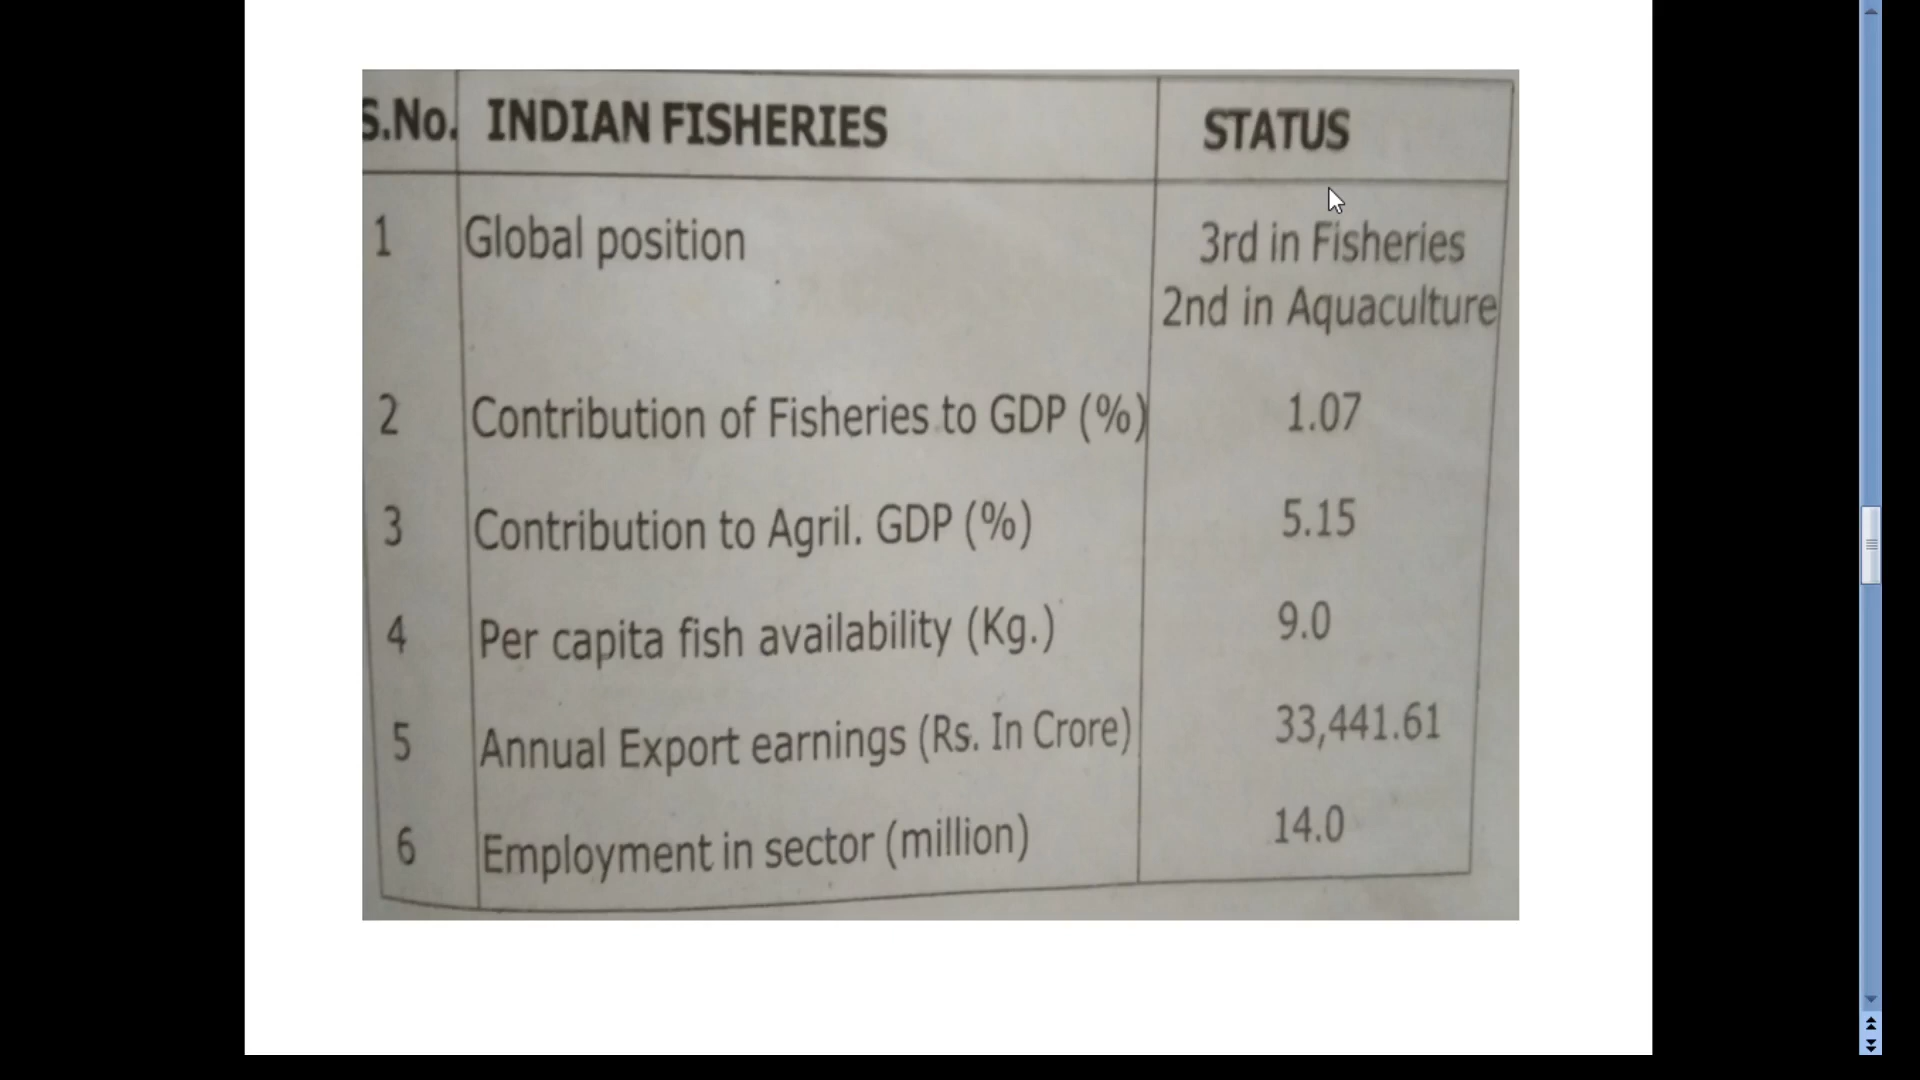 S.No. INDIAN FISHERIES STATUS
1 Global position 3rd in Fisheries
2nd in Aquaculture
2 Contribution of Fisheries to GDP (%) 1.07
3 Contribution to Agril. GDP (%) 5.15
4 Per capita fish availability (Kg.) 9.0
5 Annual Export earnings (Rs. In Crore) 33,441.61
6 Employment in sector (million) 14.0